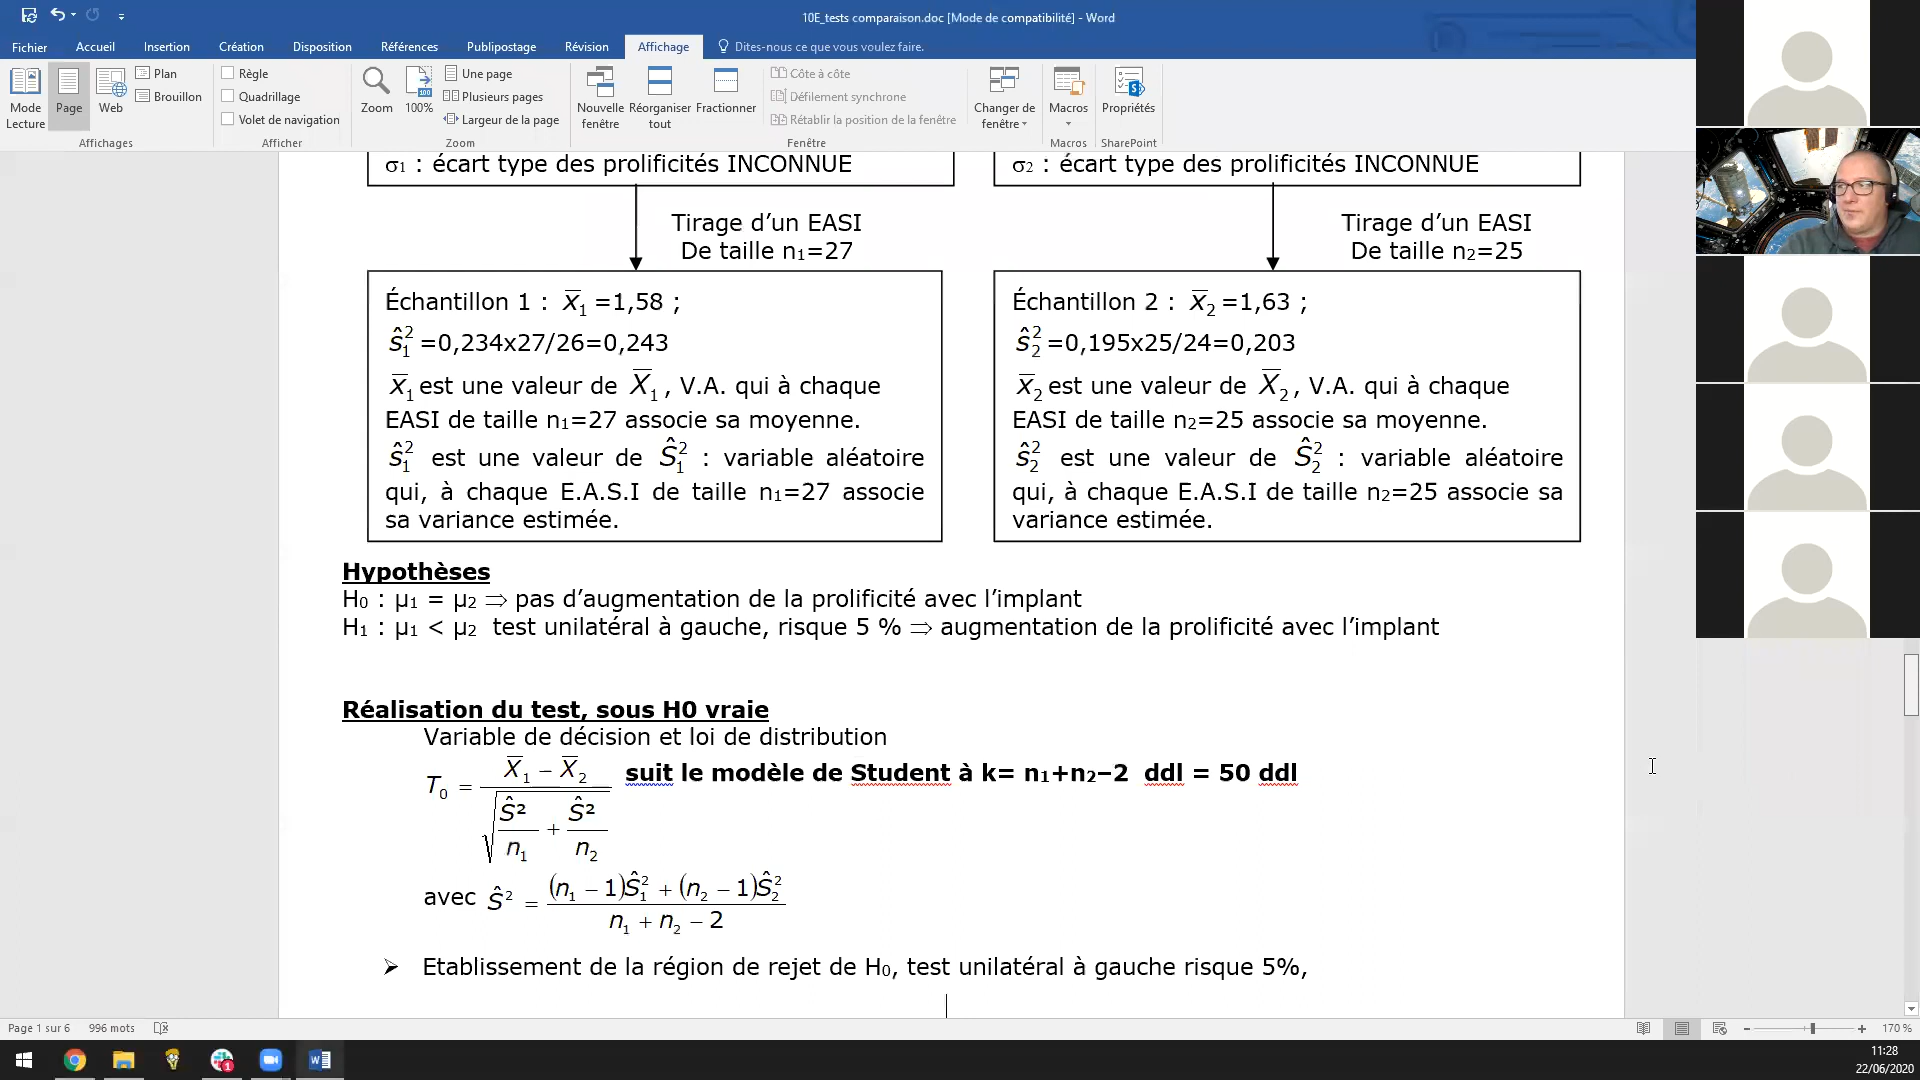 10E_tests comparaison.doc [Mode de compatibilité] - Word
Fichier Accueil Insertion Création Disposition Références Publipostage Révision Affichage Dites-nous ce que vous voulez faire.
Mode Lecture
Page
Web
Plan
Brouillon
Affichages
Règle
Quadrillage
Volet de navigation
Afficher
Zoom
100%
Une page
Plusieurs pages
Largeur de la page
Zoom
Nouvelle fenêtre
Réorganiser tout
Fractionner
Côte à côte
Défilement synchrone
Rétablir la position de la fenêtre
Fenêtre
Changer de fenêtre
Macros
Macros
Propriétés
SharePoint
σ1 : écart type des prolificités INCONNUE
Tirage d’un EASI
De taille n1=27
Échantillon 1 : x̅1 =1,58 ;
ŝ1² =0,234x27/26=0,243
x̅1 est une valeur de X̅1 , V.A. qui à chaque
EASI de taille n1=27 associe sa moyenne.
ŝ1² est une valeur de Ŝ1² : variable aléatoire
qui, à chaque E.A.S.I de taille n1=27 associe
sa variance estimée.
σ2 : écart type des prolificités INCONNUE
Tirage d’un EASI
De taille n2=25
Échantillon 2 : x̅2 =1,63 ;
ŝ2² =0,195x25/24=0,203
x̅2 est une valeur de X̅2 , V.A. qui à chaque
EASI de taille n2=25 associe sa moyenne.
ŝ2² est une valeur de Ŝ2² : variable aléatoire
qui, à chaque E.A.S.I de taille n2=25 associe sa
variance estimée.
Hypothèses
H0 : µ1 = µ2 ⇒ pas d’augmentation de la prolificité avec l’implant
H1 : µ1 < µ2 test unilatéral à gauche, risque 5 % ⇒ augmentation de la prolificité avec l’implant
Réalisation du test, sous H0 vraie
Variable de décision et loi de distribution
T0 = (X̅1 − X̅2) / √(Ŝ²/n1 + Ŝ²/n2) suit le modèle de Student à k= n1+n2−2 ddl = 50 ddl
avec Ŝ² = ((n1 − 1)Ŝ1² + (n2 − 1)Ŝ2²) / (n1 + n2 − 2)
➢ Etablissement de la région de rejet de H0, test unilatéral à gauche risque 5%,
Page 1 sur 6 996 mots
170 %
1
11:28
22/06/2020